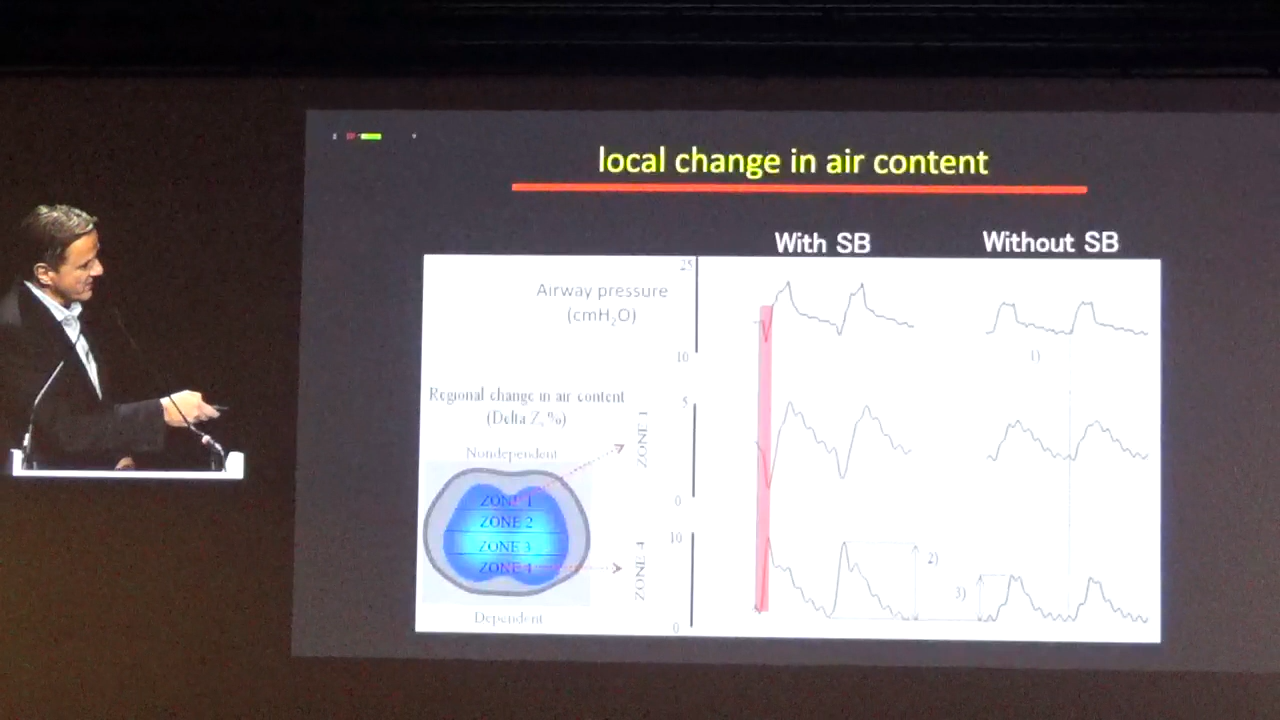 local change in air content
With SB
Without SB
25
Airway pressure
(cmH2O)
10
1)
Regional change in air content
(Delta Z, %)
5
ZONE 1
Nondependent
0
ZONE 1
ZONE 2
ZONE 3
ZONE 4
10
ZONE 4
2)
3)
Dependent
0